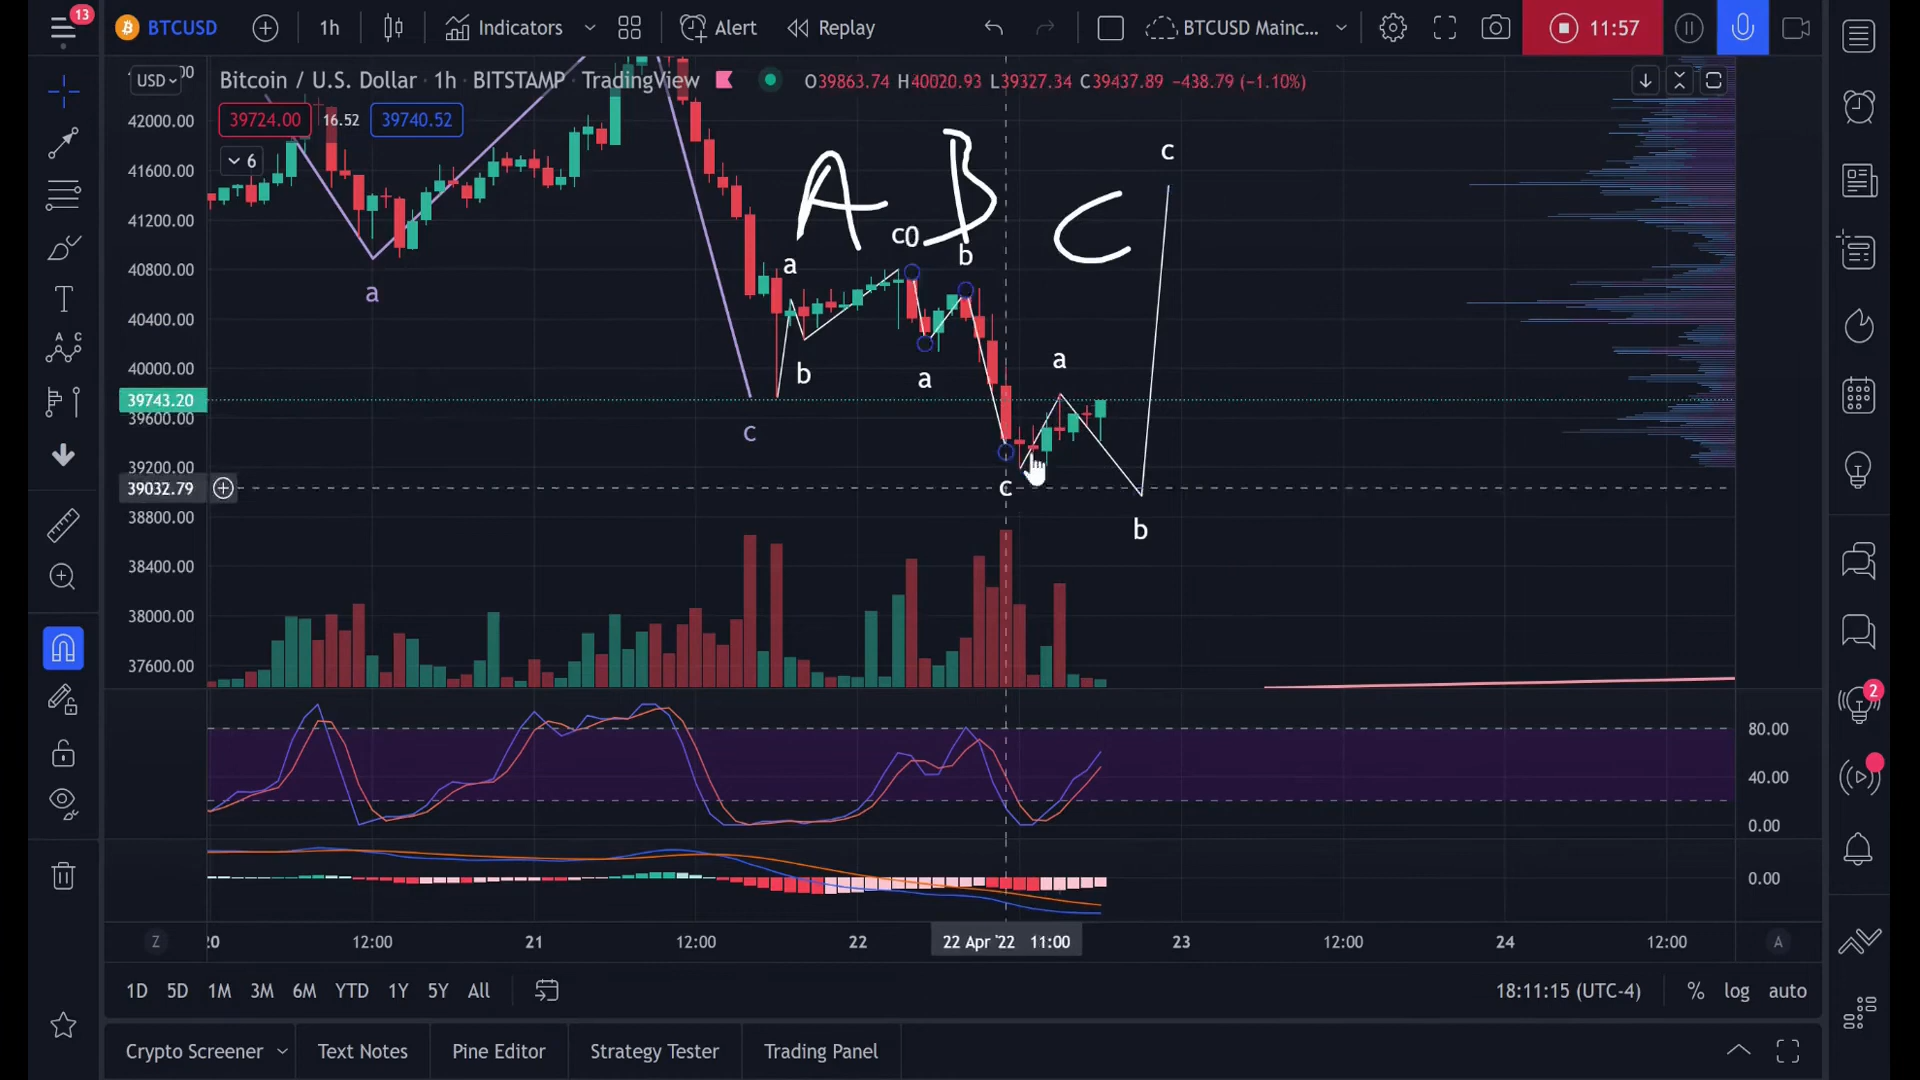 13
BTCUSD
1h
Indicators
Alert
Replay
BTCUSD Mainc...
11:57
USD
Bitcoin / U.S. Dollar · 1h · BITSTAMP · TradingView
O39863.74 H40020.93 L39327.34 C39437.89 −438.79 (−1.10%)
39724.00
16.52
39740.52
6
42000.00
41600.00
41200.00
40800.00
40400.00
40000.00
39743.20
39600.00
39200.00
39032.79
38800.00
38400.00
38000.00
37600.00
A B C
c
c0
b
a
a
b
a
a
c
c
b
2
80.00
40.00
0.00
0.00
Z
12:00
21
12:00
22
22 Apr '22 11:00
23
12:00
24
12:00
A
1D
5D
1M
3M
6M
YTD
1Y
5Y
All
18:11:15 (UTC-4)
%
log
auto
Crypto Screener
Text Notes
Pine Editor
Strategy Tester
Trading Panel